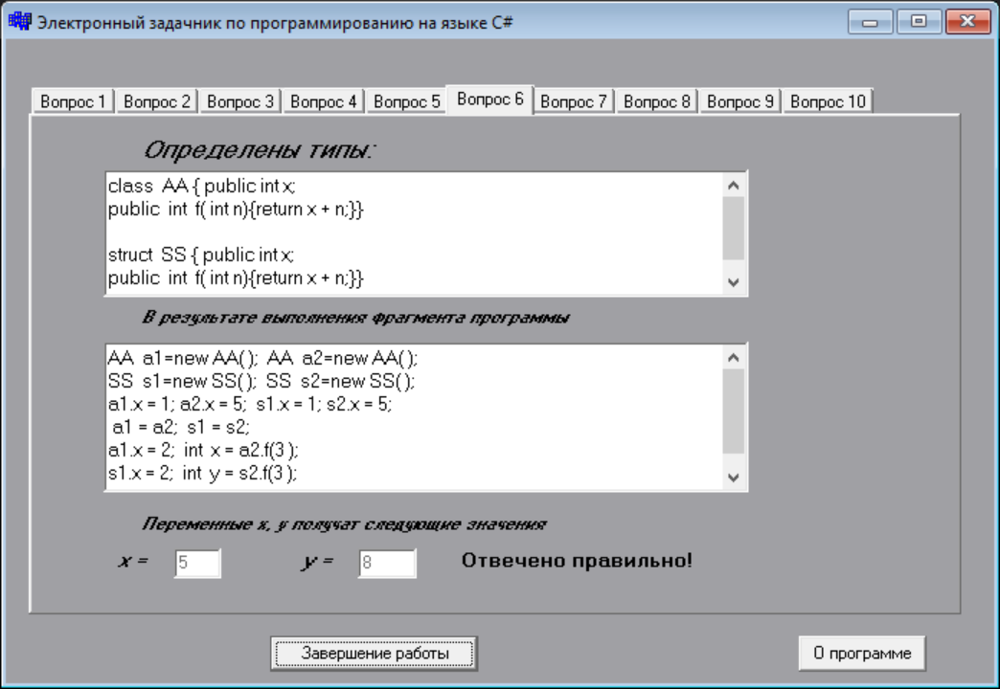 Электронный задачник по программированию на языке C#
Вопрос 1 Вопрос 2 Вопрос 3 Вопрос 4 Вопрос 5 Вопрос 6 Вопрос 7 Вопрос 8 Вопрос 9 Вопрос 10
Определены типы:
class AA { public int x;
public int f( int n){return x + n;}}
struct SS { public int x;
public int f( int n){return x + n;}}
В результате выполнения фрагмента программы
AA a1=new AA( ); AA a2=new AA( );
SS s1=new SS( ); SS s2=new SS( );
a1.x = 1; a2.x = 5; s1.x = 1; s2.x = 5;
a1 = a2; s1 = s2;
a1.x = 2; int x = a2.f(3 );
s1.x = 2; int y = s2.f(3 );
Переменные x, y получат следующие значения
x = 5 y = 8 Отвечено правильно!
Завершение работы О программе